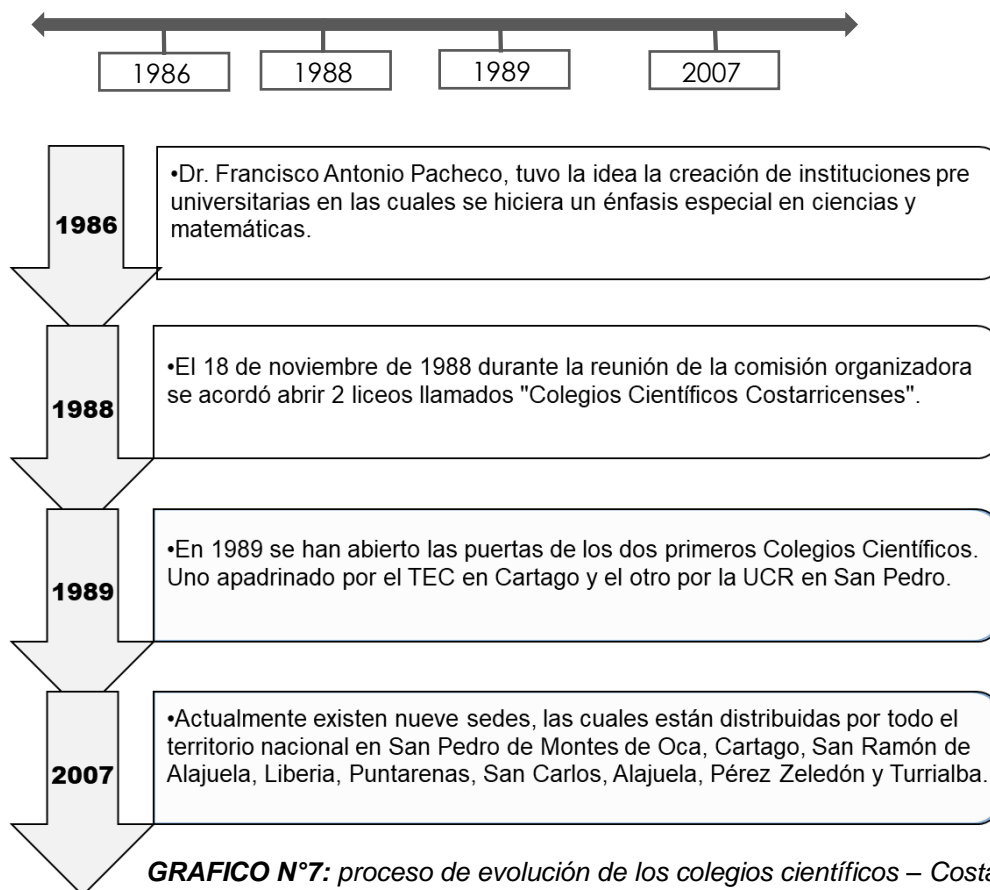 1986 1988 1989 2007
1986
•Dr. Francisco Antonio Pacheco, tuvo la idea la creación de instituciones pre
universitarias en las cuales se hiciera un énfasis especial en ciencias y
matemáticas.
1988
•El 18 de noviembre de 1988 durante la reunión de la comisión organizadora
se acordó abrir 2 liceos llamados "Colegios Científicos Costarricenses".
1989
•En 1989 se han abierto las puertas de los dos primeros Colegios Científicos.
Uno apadrinado por el TEC en Cartago y el otro por la UCR en San Pedro.
2007
•Actualmente existen nueve sedes, las cuales están distribuidas por todo el
territorio nacional en San Pedro de Montes de Oca, Cartago, San Ramón de
Alajuela, Liberia, Puntarenas, San Carlos, Alajuela, Pérez Zeledón y Turrialba.
GRAFICO N°7: proceso de evolución de los colegios científicos – Costa